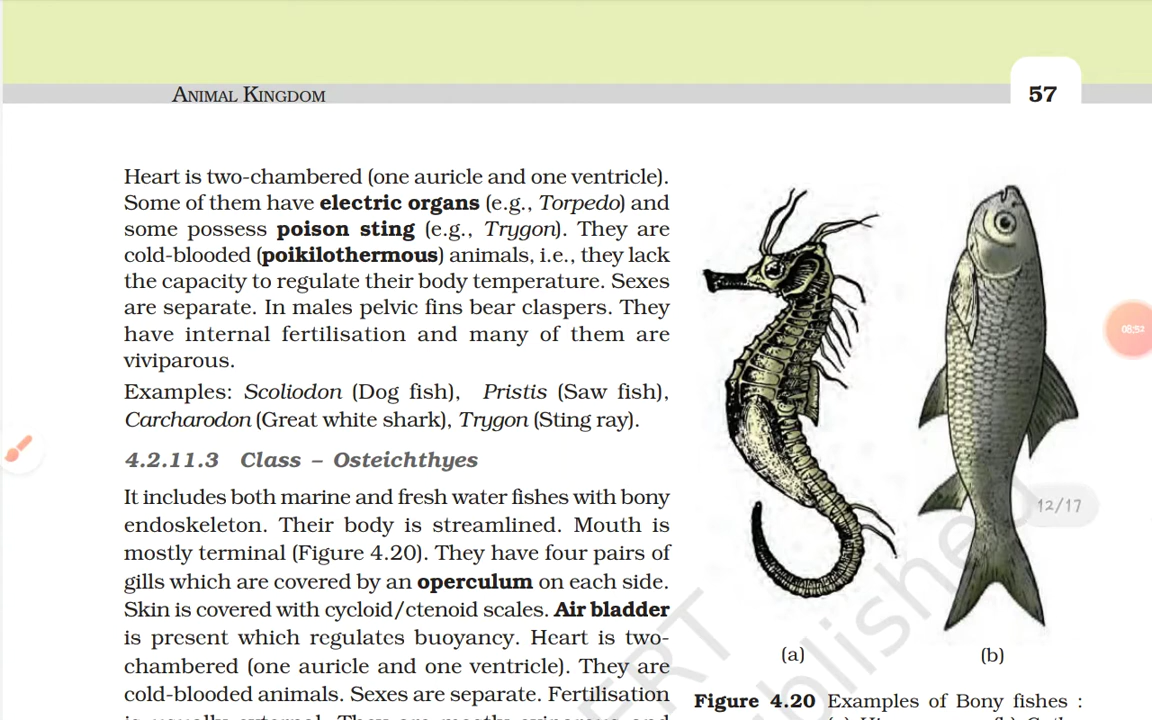 ANIMAL KINGDOM
57
Heart is two-chambered (one auricle and one ventricle).
Some of them have electric organs (e.g., Torpedo) and
some possess poison sting (e.g., Trygon). They are
cold-blooded (poikilothermous) animals, i.e., they lack
the capacity to regulate their body temperature. Sexes
are separate. In males pelvic fins bear claspers. They
have internal fertilisation and many of them are
viviparous.
Examples: Scoliodon (Dog fish), Pristis (Saw fish),
Carcharodon (Great white shark), Trygon (Sting ray).
4.2.11.3 Class – Osteichthyes
It includes both marine and fresh water fishes with bony
endoskeleton. Their body is streamlined. Mouth is
mostly terminal (Figure 4.20). They have four pairs of
gills which are covered by an operculum on each side.
Skin is covered with cycloid/ctenoid scales. Air bladder
is present which regulates buoyancy. Heart is two-
chambered (one auricle and one ventricle). They are
cold-blooded animals. Sexes are separate. Fertilisation
08:52
12/17
(a)
(b)
Figure 4.20 Examples of Bony fishes :